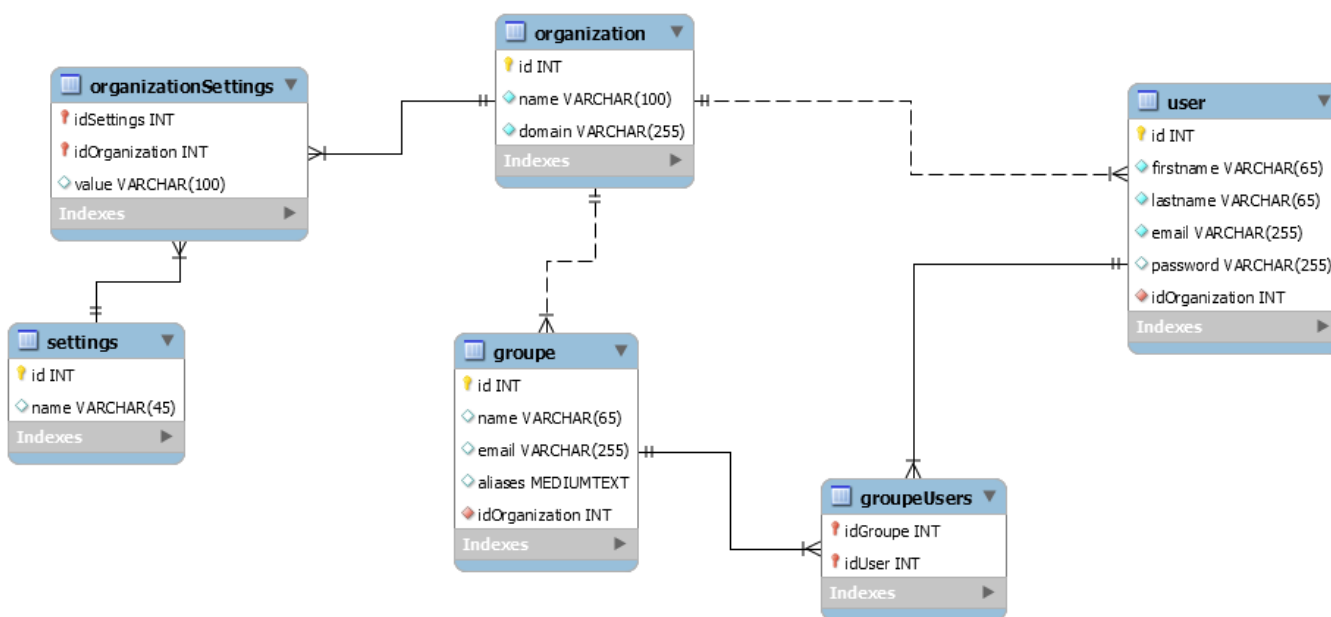 organization
id INT
name VARCHAR(100)
domain VARCHAR(255)
Indexes
organizationSettings
idSettings INT
idOrganization INT
value VARCHAR(100)
Indexes
user
id INT
firstname VARCHAR(65)
lastname VARCHAR(65)
email VARCHAR(255)
password VARCHAR(255)
idOrganization INT
Indexes
settings
id INT
name VARCHAR(45)
Indexes
groupe
id INT
name VARCHAR(65)
email VARCHAR(255)
aliases MEDIUMTEXT
idOrganization INT
Indexes
groupeUsers
idGroupe INT
idUser INT
Indexes